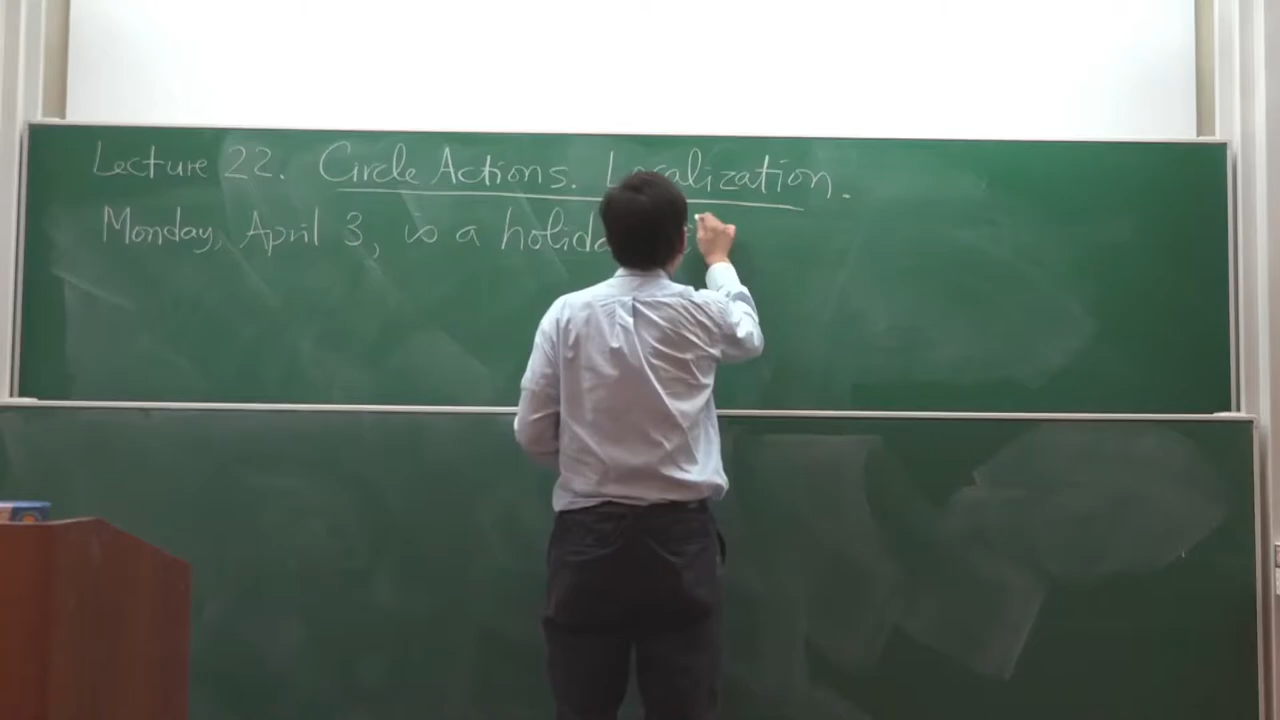 Lecture 22. Circle Actions. Localization.
Monday, April 3, is a holiday